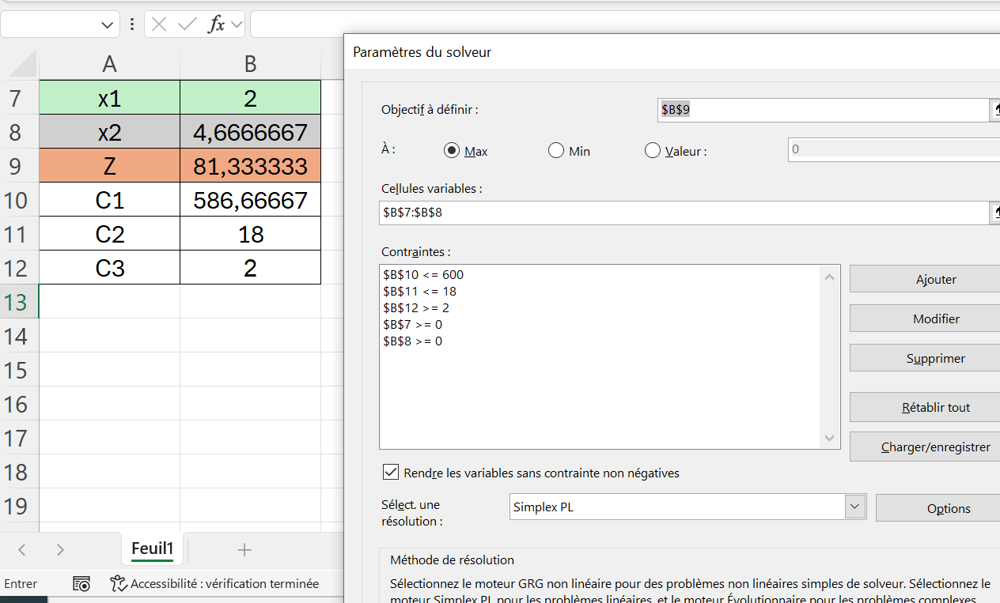 fx
Paramètres du solveur
A B
7 x1 2
8 x2 4,6666667
9 Z 81,333333
10 C1 586,66667
11 C2 18
12 C3 2
13
14
15
16
17
18
19
Objectif à définir : $B$9
À : Max Min Valeur : 0
Cellules variables :
$B$7:$B$8
Contraintes :
$B$10 <= 600
$B$11 <= 18
$B$12 >= 2
$B$7 >= 0
$B$8 >= 0
Ajouter
Modifier
Supprimer
Rétablir tout
Charger/enregistrer
Rendre les variables sans contrainte non négatives
Sélect. une
résolution :
Simplex PL
Options
Méthode de résolution
Sélectionnez le moteur GRG non linéaire pour des problèmes non linéaires simples de solveur. Sélectionnez le
moteur Simplex PL pour les problèmes linéaires, et le moteur Évolutionnaire pour les problèmes complexes
Feuil1
Entrer
Accessibilité : vérification terminée